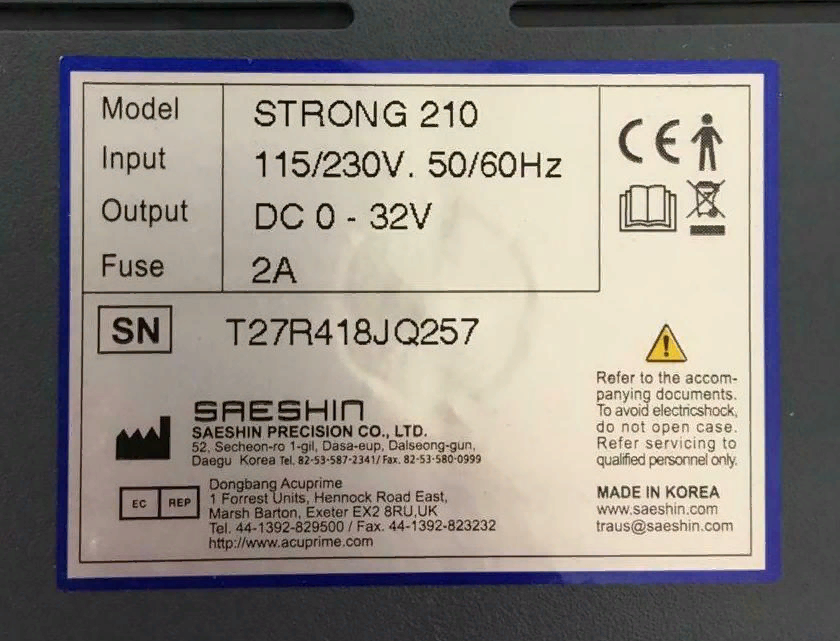 Model STRONG 210
Input 115/230V. 50/60Hz
Output DC 0 - 32V
Fuse 2A
CE
SN T27R418JQ257
SAESHIN
SAESHIN PRECISION CO., LTD.
52, Secheon-ro 1-gil, Dasa-eup, Dalseong-gun,
Daegu Korea Tel. 82-53-587-2341/ Fax. 82-53-580-0999
EC REP
Dongbang Acuprime
1 Forrest Units, Hennock Road East,
Marsh Barton, Exeter EX2 8RU,UK
Tel. 44-1392-829500 / Fax. 44-1392-823232
http://www.acuprime.com
Refer to the accom-
panying documents.
To avoid electricshock,
do not open case.
Refer servicing to
qualified personnel only.
MADE IN KOREA
www.saeshin.com
traus@saeshin.com